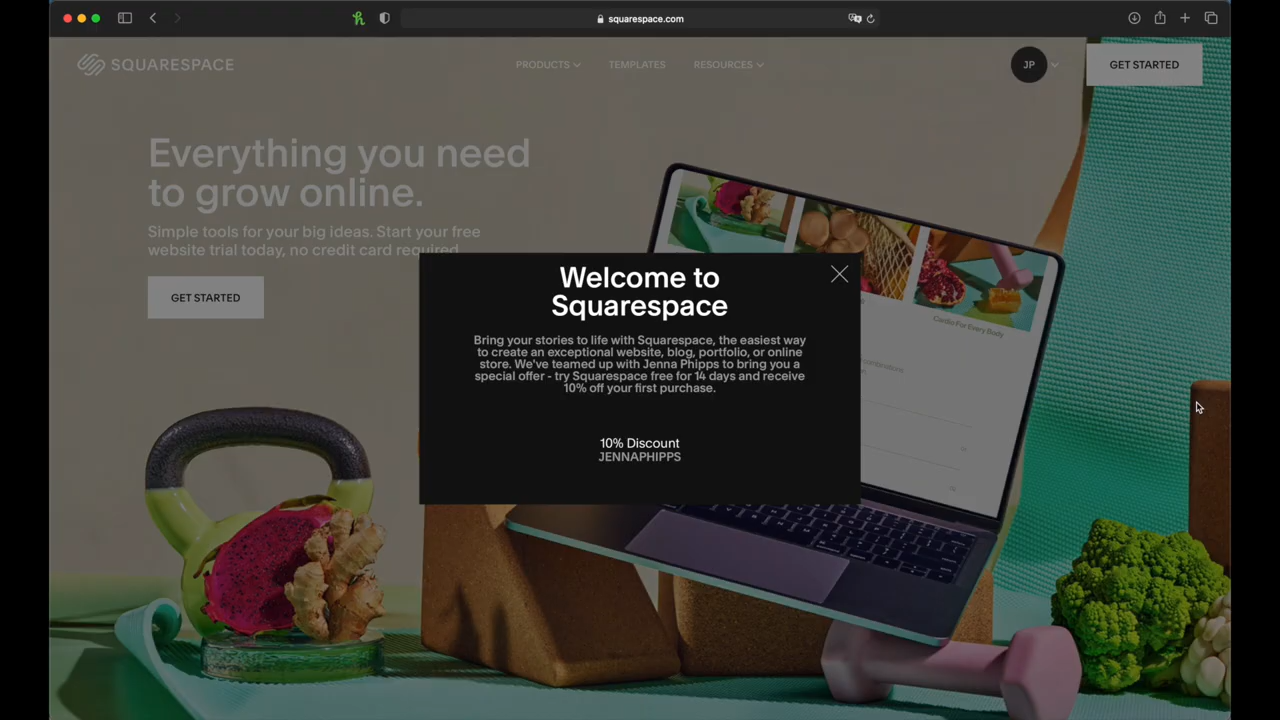 squarespace.com
SQUARESPACE
PRODUCTS
TEMPLATES
RESOURCES
JP
GET STARTED
Everything you need
to grow online.
Simple tools for your big ideas. Start your free
website trial today, no credit card required.
GET STARTED
Welcome to
Squarespace
Bring your stories to life with Squarespace, the easiest way
to create an exceptional website, blog, portfolio, or online
store. We've teamed up with Jenna Phipps to bring you a
special offer - try Squarespace free for 14 days and receive
10% off your first purchase.
10% Discount
JENNAPHIPPS
Cardio For Every Body